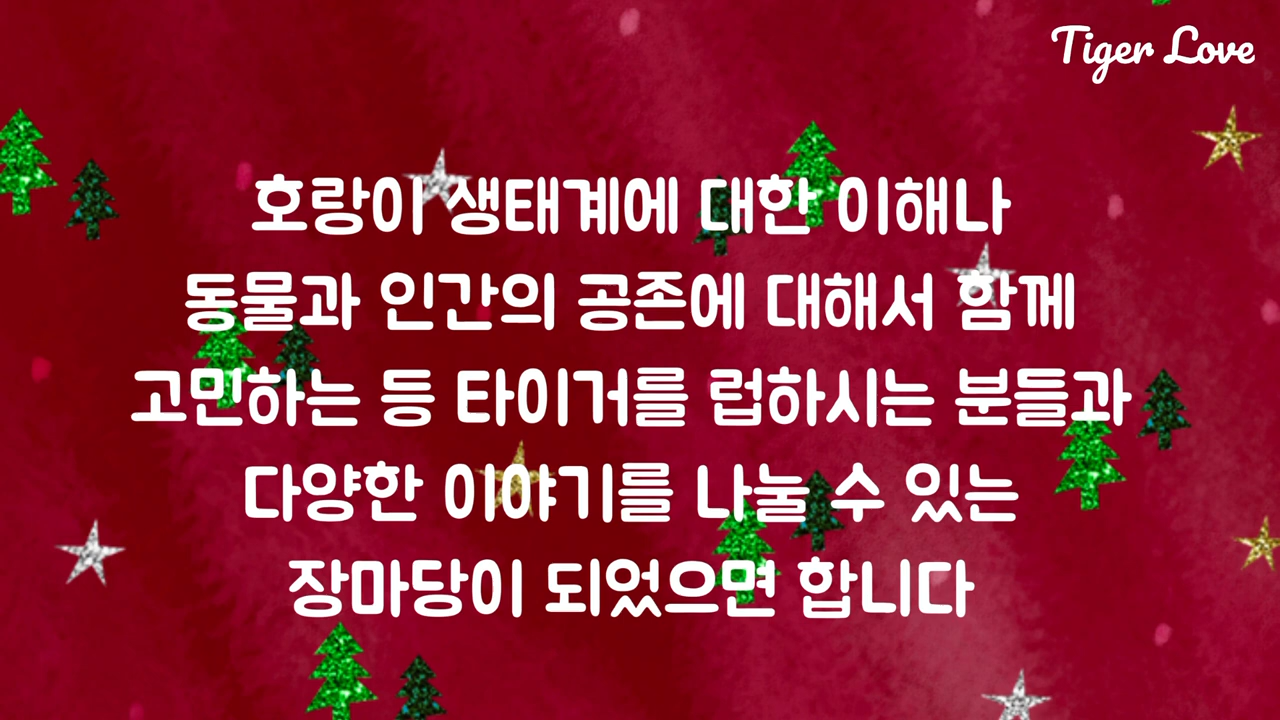 Tiger Love
호랑이 생태계에 대한 이해나
동물과 인간의 공존에 대해서 함께
고민하는 등 타이거를 럽하시는 분들과
다양한 이야기를 나눌 수 있는
장마당이 되었으면 합니다